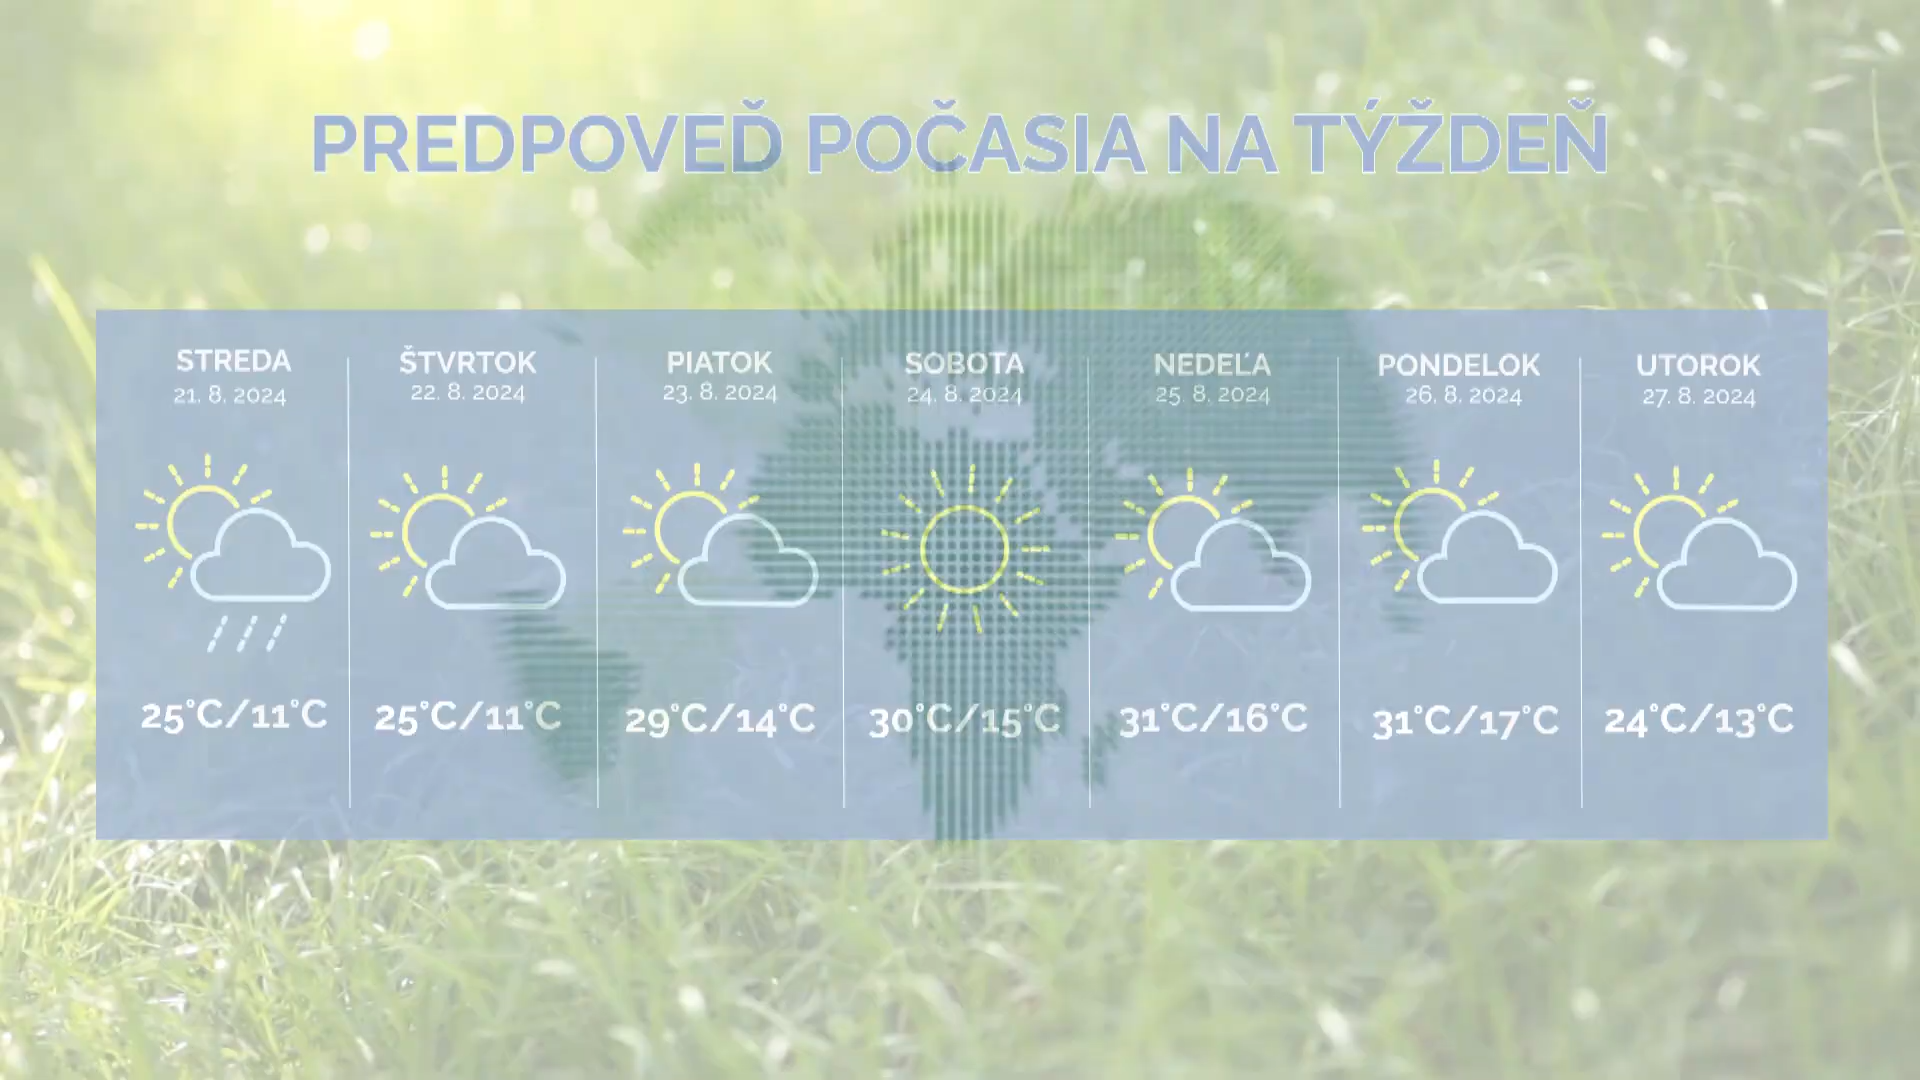 PREDPOVEĎ POČASIA NA TÝŽDEŇ
STREDA
21. 8. 2024
25°C/11°C
ŠTVRTOK
22. 8. 2024
25°C/11°C
PIATOK
23. 8. 2024
29°C/14°C
SOBOTA
24. 8. 2024
30°C/15°C
NEDEĽA
25. 8. 2024
31°C/16°C
PONDELOK
26. 8. 2024
31°C/17°C
UTOROK
27. 8. 2024
24°C/13°C